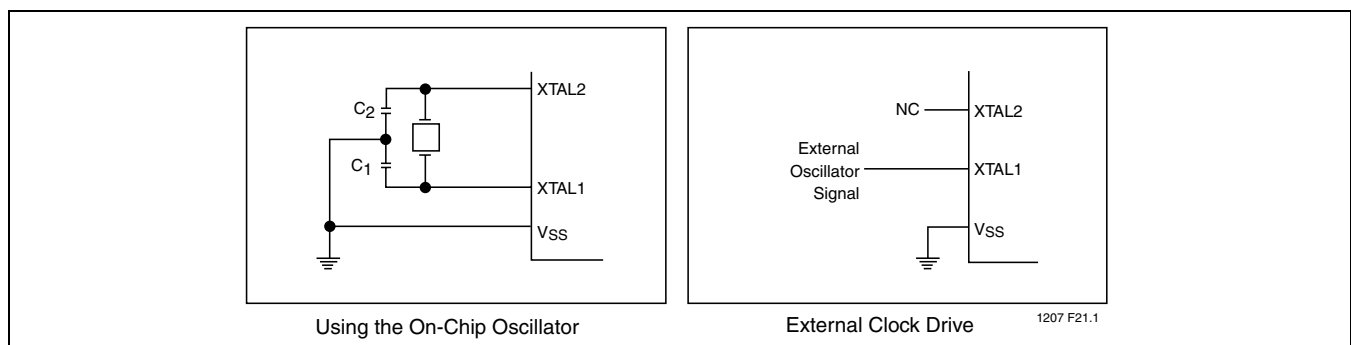 XTAL2
C2
C1
XTAL1
VSS
Using the On-Chip Oscillator
NC
XTAL2
External
Oscillator
Signal
XTAL1
VSS
External Clock Drive
1207 F21.1